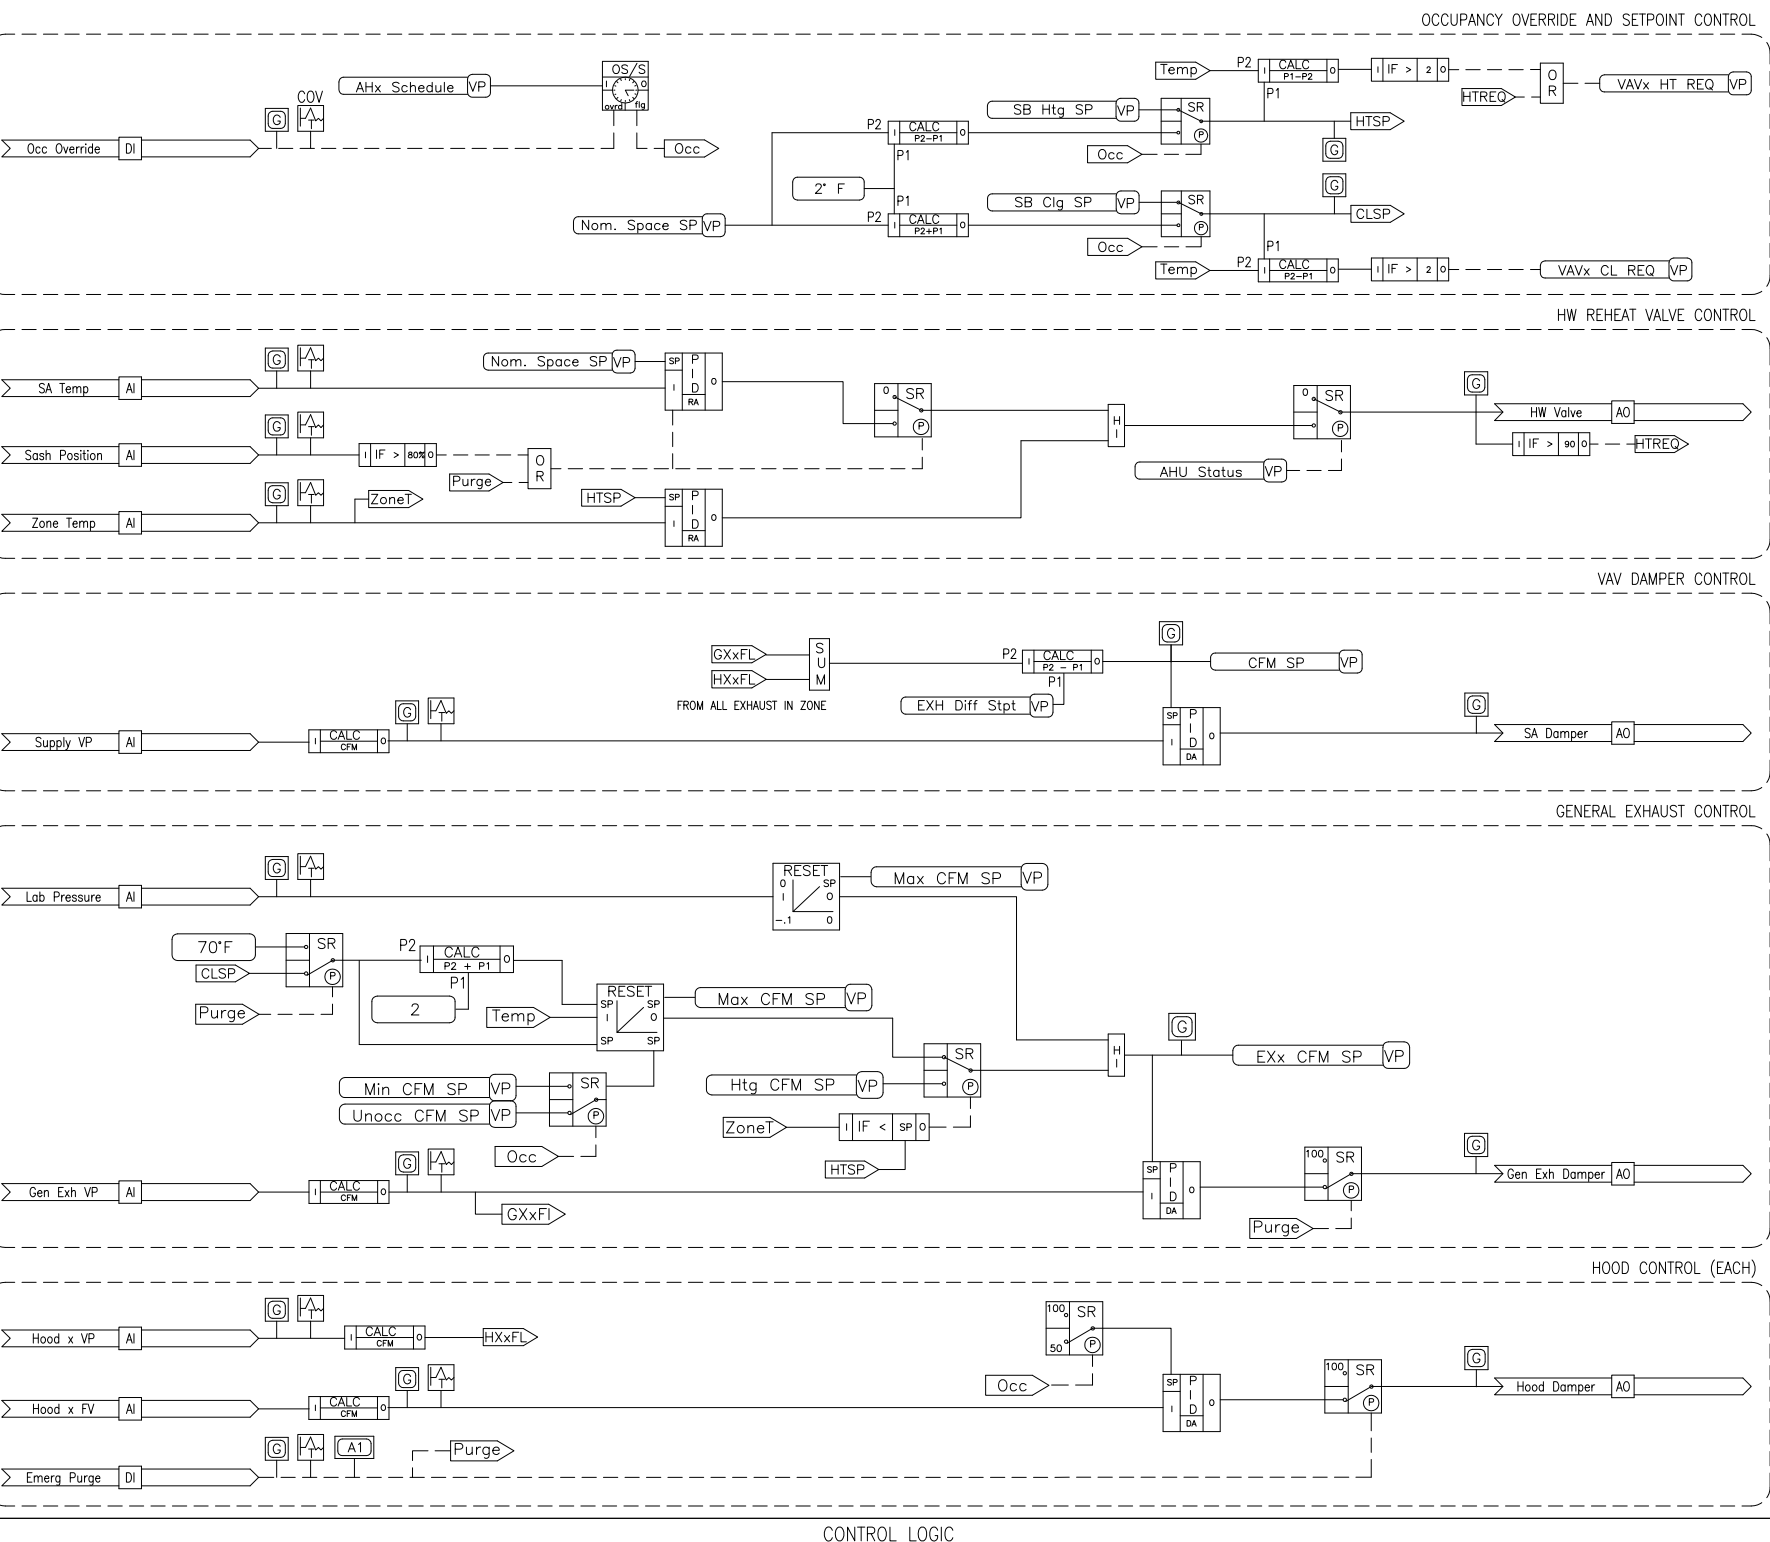 OCCUPANCY OVERRIDE AND SETPOINT CONTROL
Occ Override DI
G
COV
AHx Schedule VP
OS/S
I O
ovrd flg
Occ
Nom. Space SP VP
2° F
P2 I CALC O
P2-P1
P1
P1
P2 I CALC O
P2+P1
SB Htg SP VP
SR
P
Occ
SB Clg SP VP
SR
P
Occ
Temp
P2 I CALC O
P1-P2
P1
I IF > 2 O
HTREQ
OR
VAVx HT REQ VP
HTSP
G
G
CLSP
P1
Temp
P2 I CALC O
P2-P1
I IF > 2 O
VAVx CL REQ VP
HW REHEAT VALVE CONTROL
SA Temp AI
G
Nom. Space SP VP
SP PID O
I
RA
Sash Position AI
G
I IF > 80% O
Purge
OR
Zone Temp AI
G
ZoneT
HTSP
SP PID O
I
RA
0 SR
P
HI
0 SR
P
AHU Status VP
G
HW Valve AO
I IF > 90 O
HTREQ
VAV DAMPER CONTROL
GXxFL
HXxFL
SUM
FROM ALL EXHAUST IN ZONE
P2 I CALC O
P2 - P1
P1
EXH Diff Stpt VP
G
CFM SP VP
Supply VP AI
I CALC O
CFM
G
SP PID O
I
DA
G
SA Damper AO
GENERAL EXHAUST CONTROL
Lab Pressure AI
G
RESET
0 SP
I O
-.1 0
Max CFM SP VP
70°F
CLSP
SR
P
Purge
P2 I CALC O
P2 + P1
P1
2
Temp
RESET
SP SP
I O
SP SP
Max CFM SP VP
Min CFM SP VP
Unocc CFM SP VP
SR
P
Occ
Htg CFM SP VP
SR
P
ZoneT
I IF < SP O
HTSP
HI
G
EXx CFM SP VP
Gen Exh VP AI
I CALC O
CFM
G
GXxFl
SP PID O
I
DA
100 SR
P
Purge
G
Gen Exh Damper AO
HOOD CONTROL (EACH)
Hood x VP AI
G
I CALC O
CFM
HXxFL
Hood x FV AI
I CALC O
CFM
G
100 SR
50 P
Occ
SP PID O
I
DA
100 SR
P
G
Hood Damper AO
Emerg Purge DI
G
A1
Purge
CONTROL LOGIC